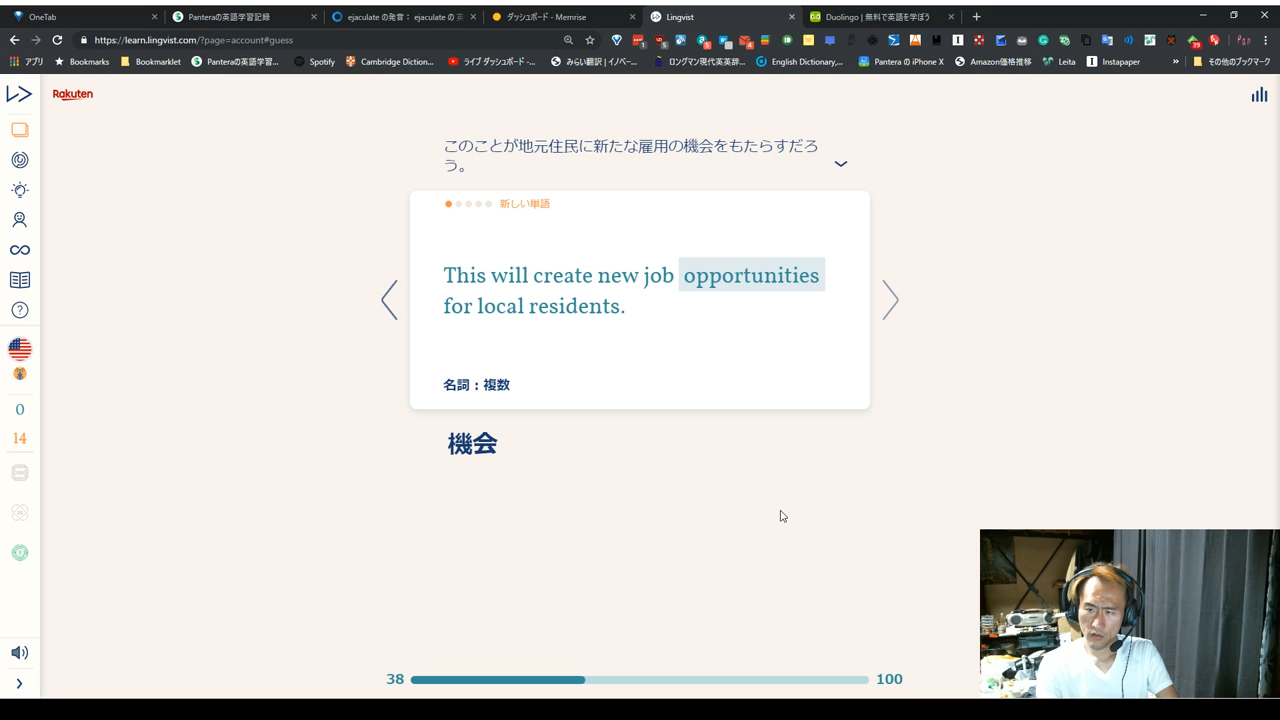 OneTab
Panteraの英語学習記録
ejaculate の発音： ejaculate の 英
ダッシュボード - Memrise
Lingvist
Duolingo | 無料で英語を学ぼう
https://learn.lingvist.com/?page=account#guess
アプリ
Bookmarks
Bookmarklet
Panteraの英語学習...
Spotify
Cambridge Diction...
ライブ ダッシュボード -...
みらい翻訳 | イノベー...
ロングマン現代英英辞...
English Dictionary,...
Pantera の iPhone X
Amazon価格推移
Leita
Instapaper
»
その他のブックマーク
Rakuten
このことが地元住民に新たな雇用の機会をもたらすだろ
う。
新しい単語
This will create new job opportunities
for local residents.
名詞：複数
機会
0
14
38
100